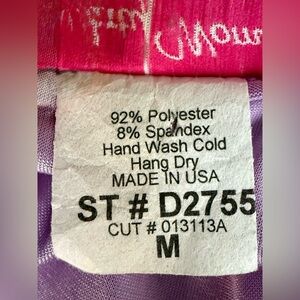 92% Polyester
8% Spandex
Hand Wash Cold
Hang Dry
MADE IN USA
ST # D2755
CUT # 013113A
M